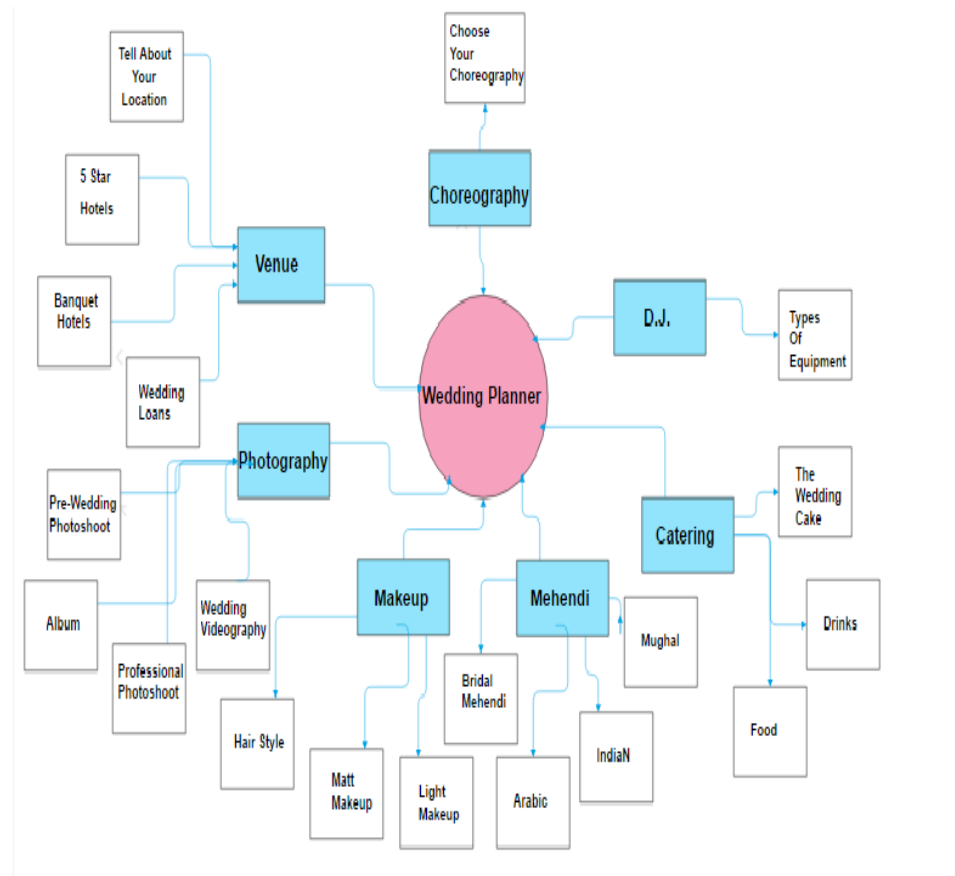 Choose
Your
Choreography
Tell About
Your
Location
5 Star
Hotels
Choreography
Venue
Banquet
Hotels
D.J.
Types
Of
Equipment
Wedding
Loans
Wedding Planner
Photography
Pre-Wedding
Photoshoot
The
Wedding
Cake
Catering
Makeup
Mehendi
Album
Wedding
Videography
Professional
Photoshoot
Mughal
Drinks
Bridal
Mehendi
Hair Style
Food
IndiaN
Matt
Makeup
Light
Makeup
Arabic